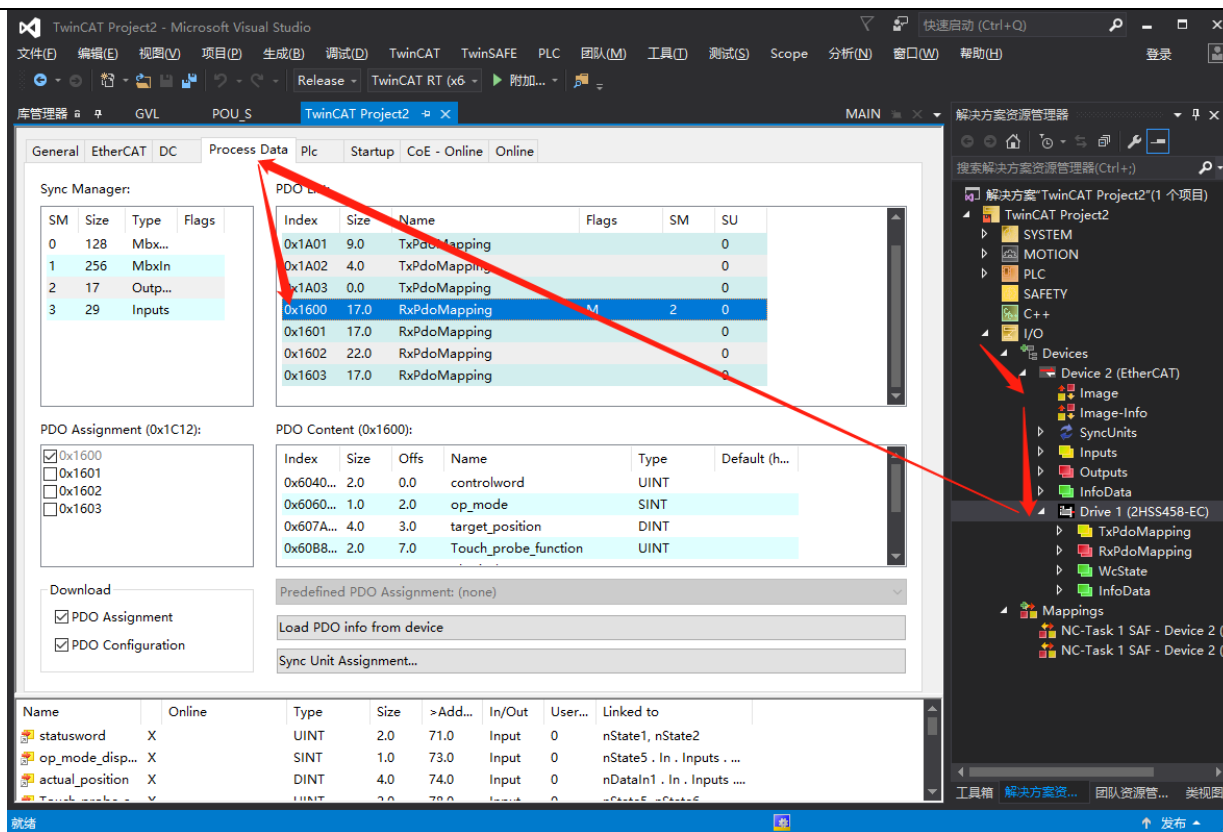 TwinCAT Project2 - Microsoft Visual Studio
快速启动 (Ctrl+Q)
文件(F) 编辑(E) 视图(V) 项目(P) 生成(B) 调试(D) TwinCAT TwinSAFE PLC 团队(M) 工具(T) 测试(S) Scope 分析(N) 窗口(W) 帮助(H) 登录
Release TwinCAT RT (x6 附加...
库管理器 GVL POU_S TwinCAT Project2 MAIN
General EtherCAT DC Process Data Plc Startup CoE - Online Online
Sync Manager:
SM Size Type Flags
0 128 Mbx...
1 256 MbxIn
2 17 Outp...
3 29 Inputs
PDO
Index Size Name Flags SM SU
0x1A01 9.0 TxPdoMapping 0
0x1A02 4.0 TxPdoMapping 0
0x1A03 0.0 TxPdoMapping 0
0x1600 17.0 RxPdoMapping M 2 0
0x1601 17.0 RxPdoMapping 0
0x1602 22.0 RxPdoMapping 0
0x1603 17.0 RxPdoMapping 0
PDO Assignment (0x1C12):
0x1600
0x1601
0x1602
0x1603
PDO Content (0x1600):
Index Size Offs Name Type Default (h...
0x6040... 2.0 0.0 controlword UINT
0x6060... 1.0 2.0 op_mode SINT
0x607A... 4.0 3.0 target_position DINT
0x60B8... 2.0 7.0 Touch_probe_function UINT
Download
PDO Assignment
PDO Configuration
Predefined PDO Assignment: (none)
Load PDO info from device
Sync Unit Assignment...
Name Online Type Size >Add... In/Out User... Linked to
statusword X UINT 2.0 71.0 Input 0 nState1, nState2
op_mode_disp... X SINT 1.0 73.0 Input 0 nState5 . In . Inputs . ...
actual_position X DINT 4.0 74.0 Input 0 nDataIn1 . In . Inputs ....
解决方案资源管理器
搜索解决方案资源管理器(Ctrl+;)
解决方案"TwinCAT Project2"(1 个项目)
TwinCAT Project2
SYSTEM
MOTION
PLC
SAFETY
C++
I/O
Devices
Device 2 (EtherCAT)
Image
Image-Info
SyncUnits
Inputs
Outputs
InfoData
Drive 1 (2HSS458-EC)
TxPdoMapping
RxPdoMapping
WcState
InfoData
Mappings
NC-Task 1 SAF - Device 2 (
NC-Task 1 SAF - Device 2 (
工具箱 解决方案资... 团队资源管... 类视图
就绪
发布